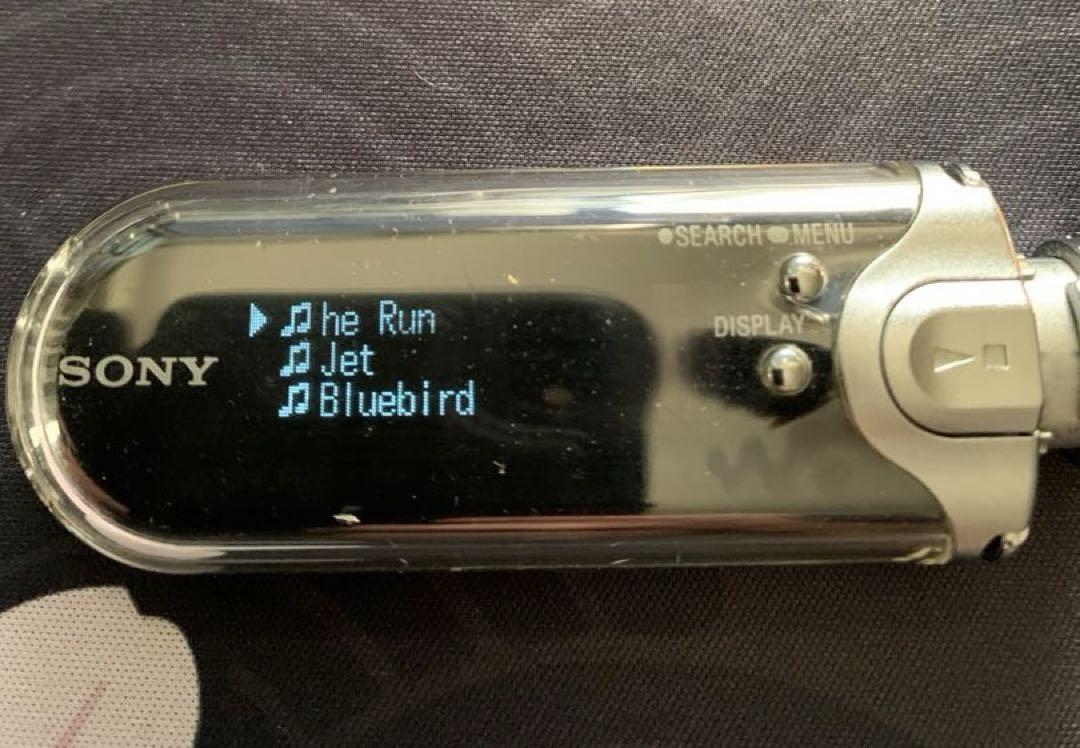 SEARCH MENU
DISPLAY
SONY
he Run
Jet
Bluebird